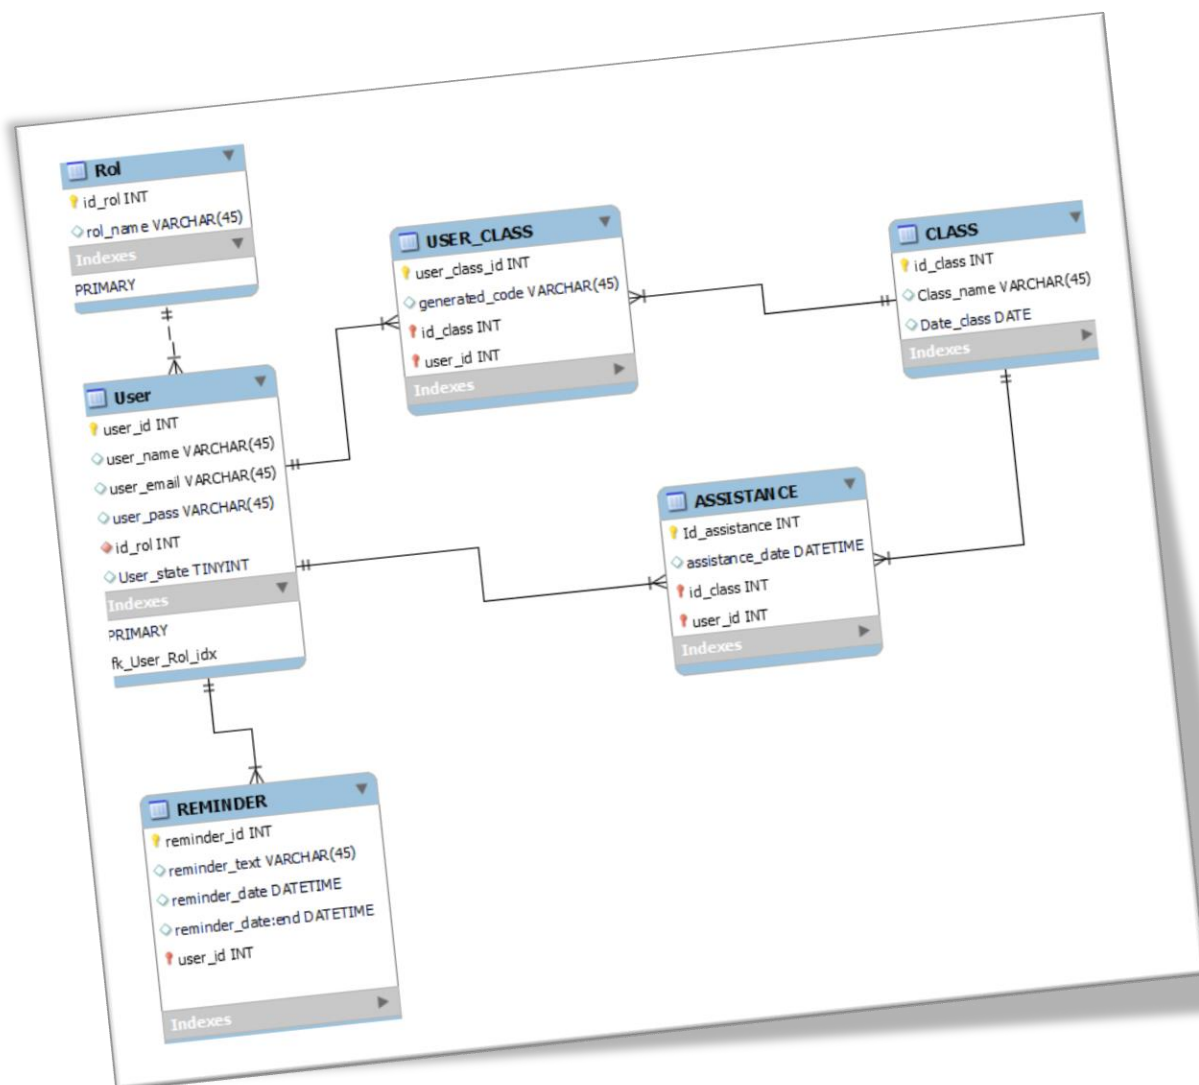 Rol
id_rol INT
rol_name VARCHAR(45)
Indexes
PRIMARY
User
user_id INT
user_name VARCHAR(45)
user_email VARCHAR(45)
user_pass VARCHAR(45)
id_rol INT
User_state TINYINT
Indexes
PRIMARY
fk_User_Rol_idx
REMINDER
reminder_id INT
reminder_text VARCHAR(45)
reminder_date DATETIME
reminder_date:end DATETIME
user_id INT
Indexes
USER_CLASS
user_class_id INT
generated_code VARCHAR(45)
id_class INT
user_id INT
Indexes
ASSISTANCE
Id_assistance INT
assistance_date DATETIME
id_class INT
user_id INT
Indexes
CLASS
id_class INT
Class_name VARCHAR(45)
Date_class DATE
Indexes